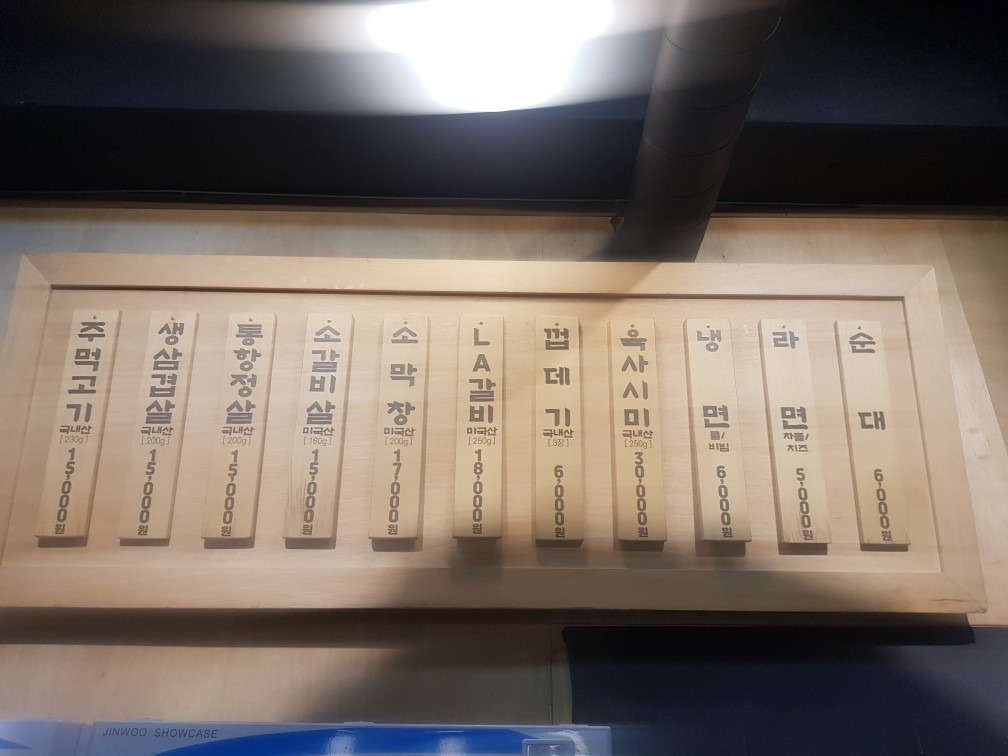 주먹고기
국내산
[230g]
15,000원
생삼겹살
국내산
[200g]
15,000원
통항정살
국내산
[200g]
15,000원
소갈비살
미국산
[180g]
15,000원
소막창
미국산
[200g]
17,000원
LA갈비
미국산
[250g]
18,000원
껍데기
국내산
[3장]
6,000원
육사시미
국내산
[250g]
30,000원
냉면
물/
비빔
6,000원
라면
차돌/
치즈
5,000원
순대
6,000원
JINWOO SHOWCASE